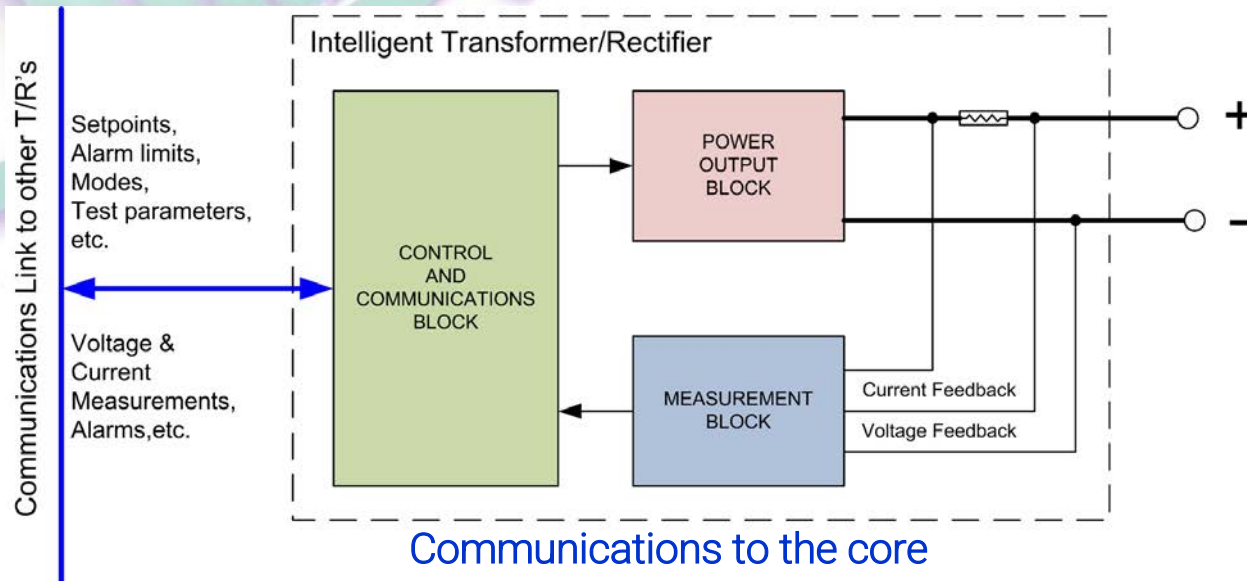 Communications Link to other T/R's
Intelligent Transformer/Rectifier
Setpoints,
Alarm limits,
Modes,
Test parameters,
etc.
Voltage &
Current
Measurements,
Alarms,etc.
CONTROL
AND
COMMUNICATIONS
BLOCK
POWER
OUTPUT
BLOCK
+
-
MEASUREMENT
BLOCK
Current Feedback
Voltage Feedback
Communications to the core